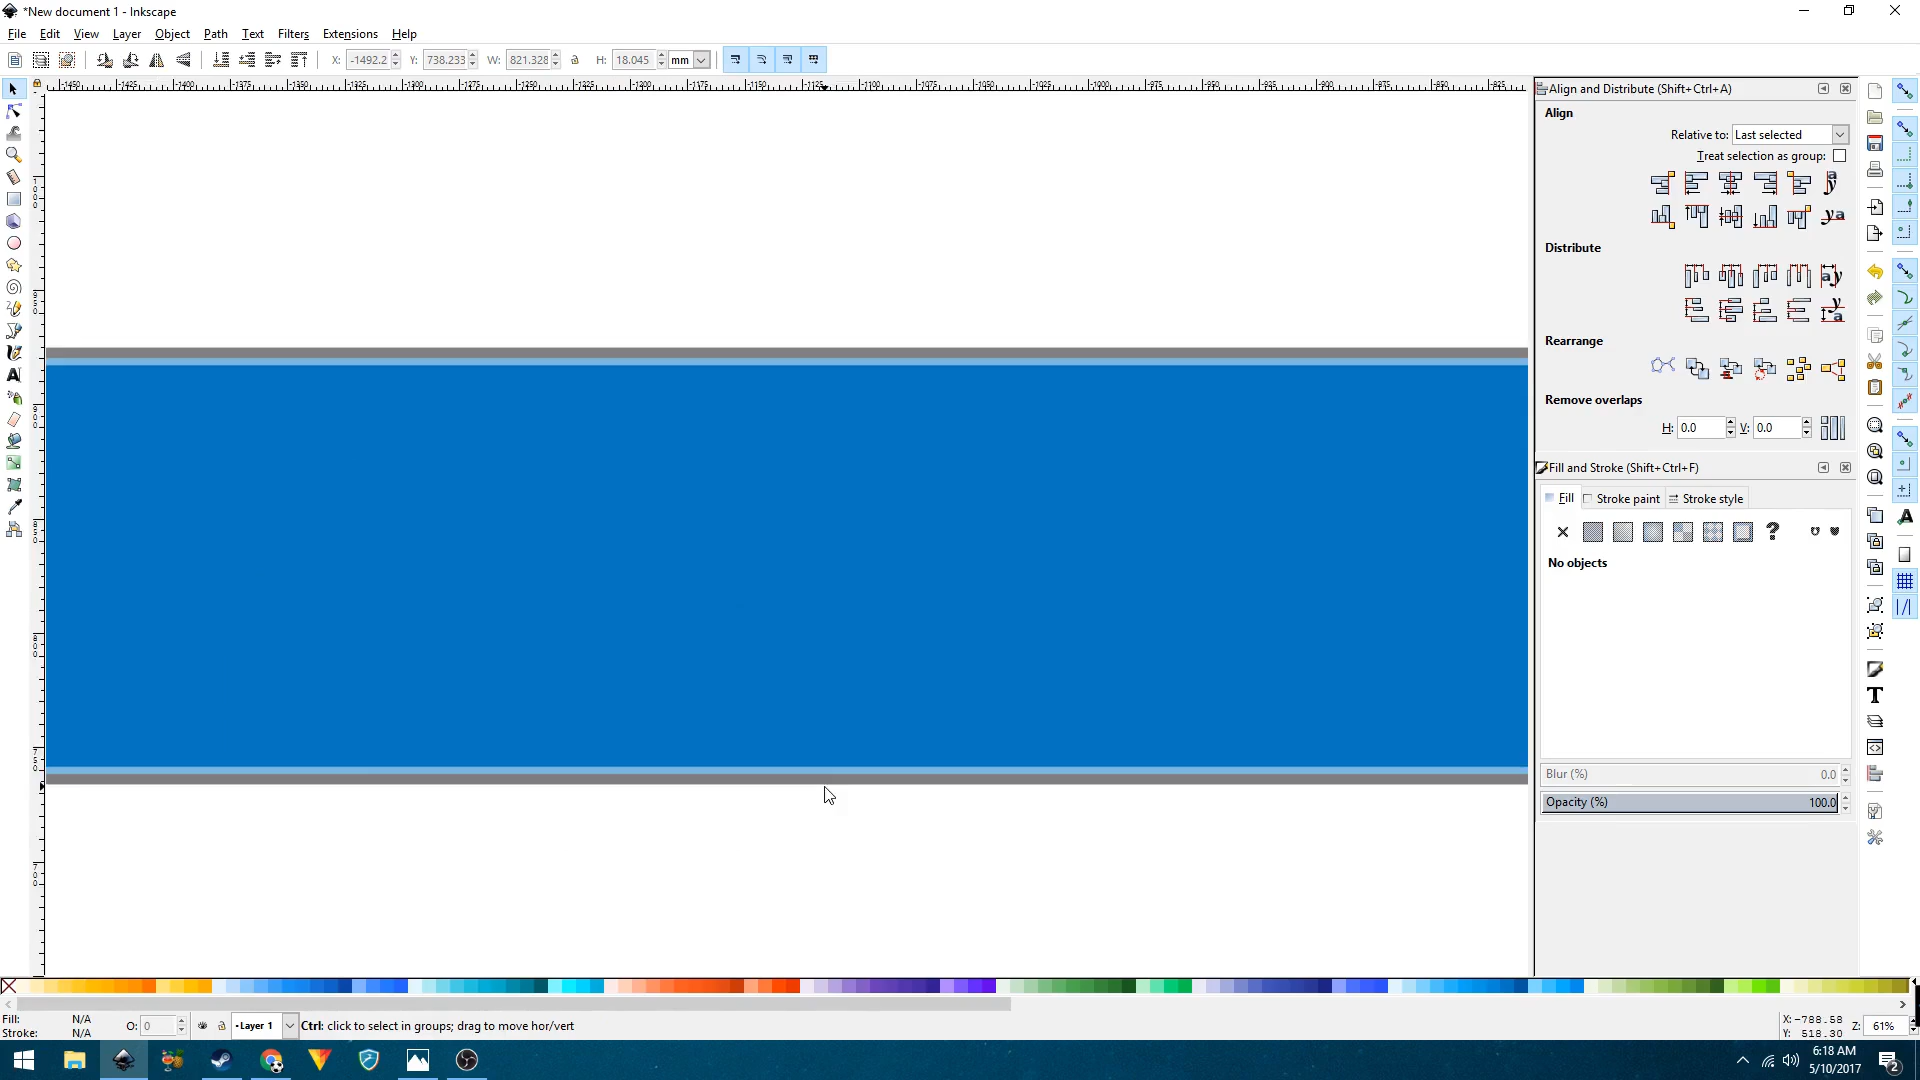 *New document 1 - Inkscape
File Edit View Layer Object Path Text Filters Extensions Help
X: -1492.2 Y: 738.233 W: 821.328 H: 18.045 mm
Align and Distribute (Shift+Ctrl+A)
Align
Relative to: Last selected
Treat selection as group:
Distribute
Rearrange
Remove overlaps
H: 0.0 V: 0.0
Fill and Stroke (Shift+Ctrl+F)
Fill Stroke paint Stroke style
No objects
Blur (%) 0.0
Opacity (%) 100.0
Fill: N/A
Stroke: N/A
O: 0
Layer 1
Ctrl: click to select in groups; drag to move hor/vert
X: -788.58
Y: 518.30
Z: 61%
6:18 AM
5/10/2017
2